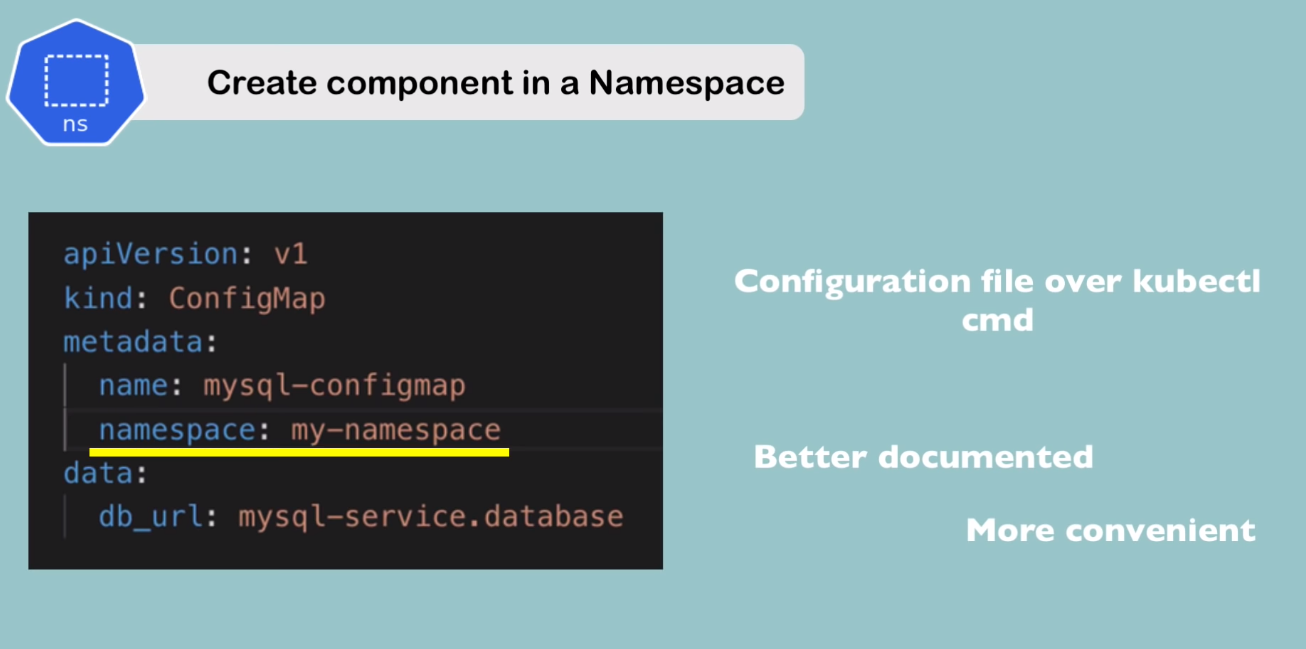 ns
Create component in a Namespace
apiVersion: v1
kind: ConfigMap
metadata:
  name: mysql-configmap
  namespace: my-namespace
data:
  db_url: mysql-service.database
Configuration file over kubectl
cmd
Better documented
More convenient